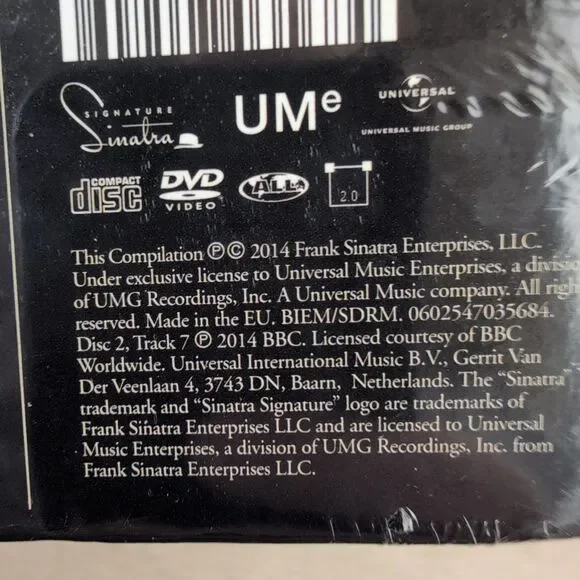 SIGNATURE
Sinatra
UMe
UNIVERSAL
UNIVERSAL MUSIC GROUP
COMPACT
disc
DVD
VIDEO
ALL
2.0
This Compilation ℗© 2014 Frank Sinatra Enterprises, LLC.
Under exclusive license to Universal Music Enterprises, a divisio
of UMG Recordings, Inc. A Universal Music company. All righ
reserved. Made in the EU. BIEM/SDRM. 0602547035684.
Disc 2, Track 7 ℗ 2014 BBC. Licensed courtesy of BBC
Worldwide. Universal International Music B.V., Gerrit Van
Der Veenlaan 4, 3743 DN, Baarn, Netherlands. The “Sinatra”
trademark and “Sinatra Signature” logo are trademarks of
Frank Sinatra Enterprises LLC and are licensed to Universal
Music Enterprises, a division of UMG Recordings, Inc. from
Frank Sinatra Enterprises LLC.